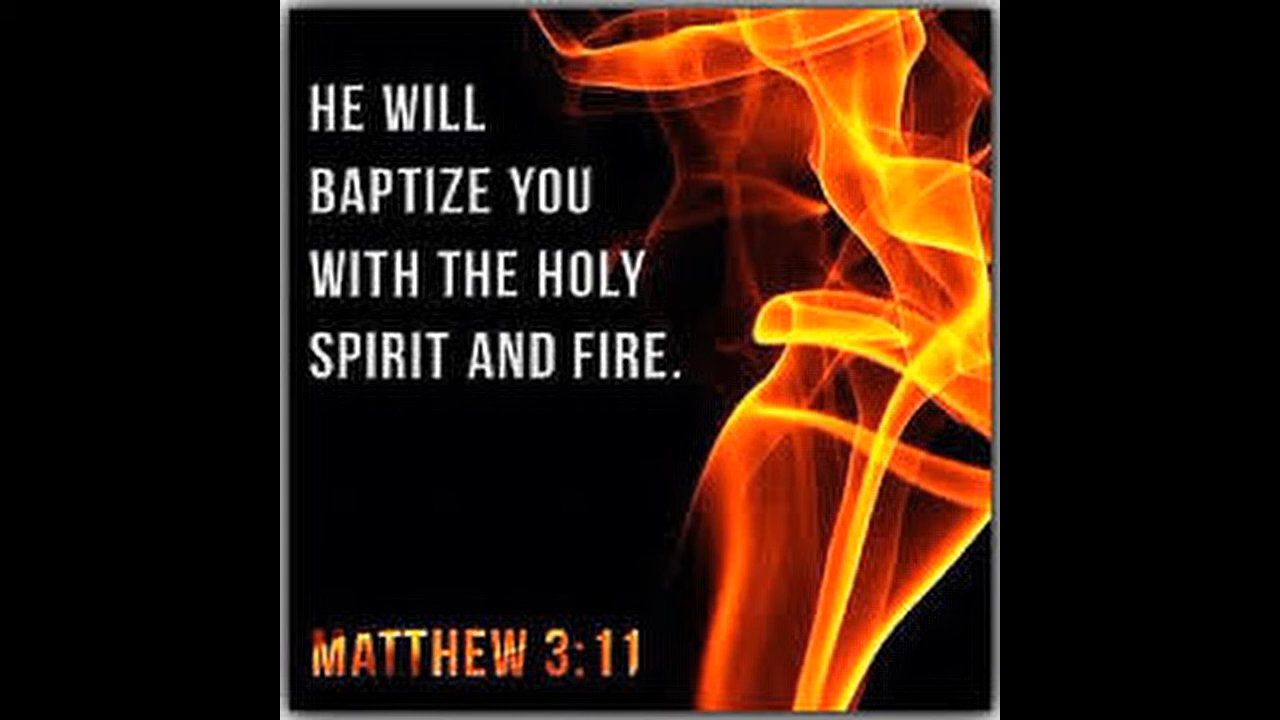 HE WILL
BAPTIZE YOU
WITH THE HOLY
SPIRIT AND FIRE.
MATTHEW 3:11